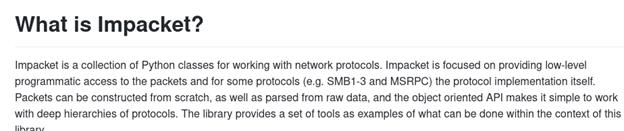 What is Impacket?
Impacket is a collection of Python classes for working with network protocols. Impacket is focused on providing low-level
programmatic access to the packets and for some protocols (e.g. SMB1-3 and MSRPC) the protocol implementation itself.
Packets can be constructed from scratch, as well as parsed from raw data, and the object oriented API makes it simple to work
with deep hierarchies of protocols. The library provides a set of tools as examples of what can be done within the context of this
library.